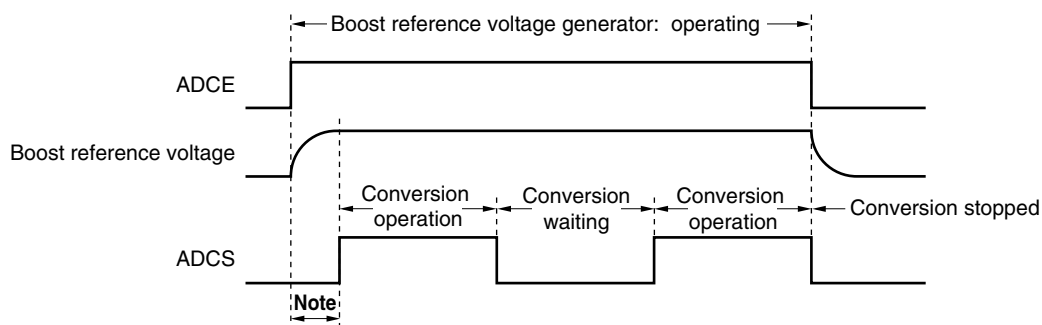 Boost reference voltage generator: operating
ADCE
Boost reference voltage
Conversion
operation
Conversion
waiting
Conversion
operation
Conversion stopped
ADCS
Note